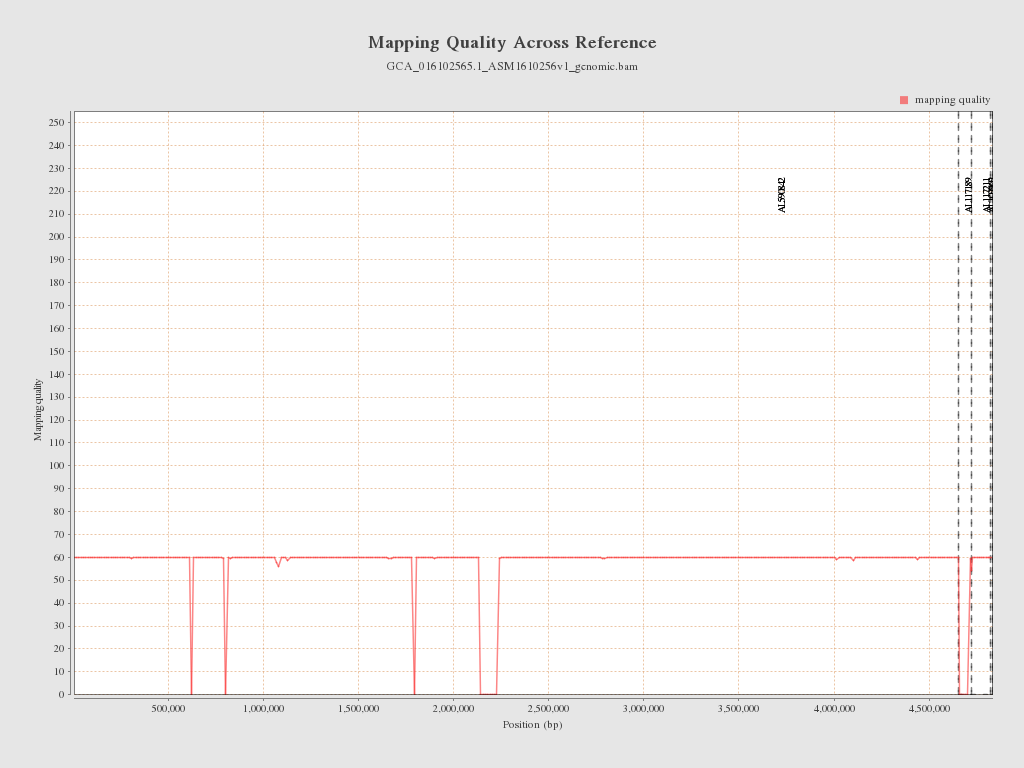 Mapping Quality Across Reference
GCA_016102565.1_ASM1610256v1_genomic.bam
mapping quality
250
240
230
220
210
200
190
180
170
160
150
140
130
120
110
100
90
80
70
60
50
40
30
20
10
0
Mapping quality
AL590842
AL117189
AL117211
500,000 1,000,000 1,500,000 2,000,000 2,500,000 3,000,000 3,500,000 4,000,000 4,500,000
Position (bp)